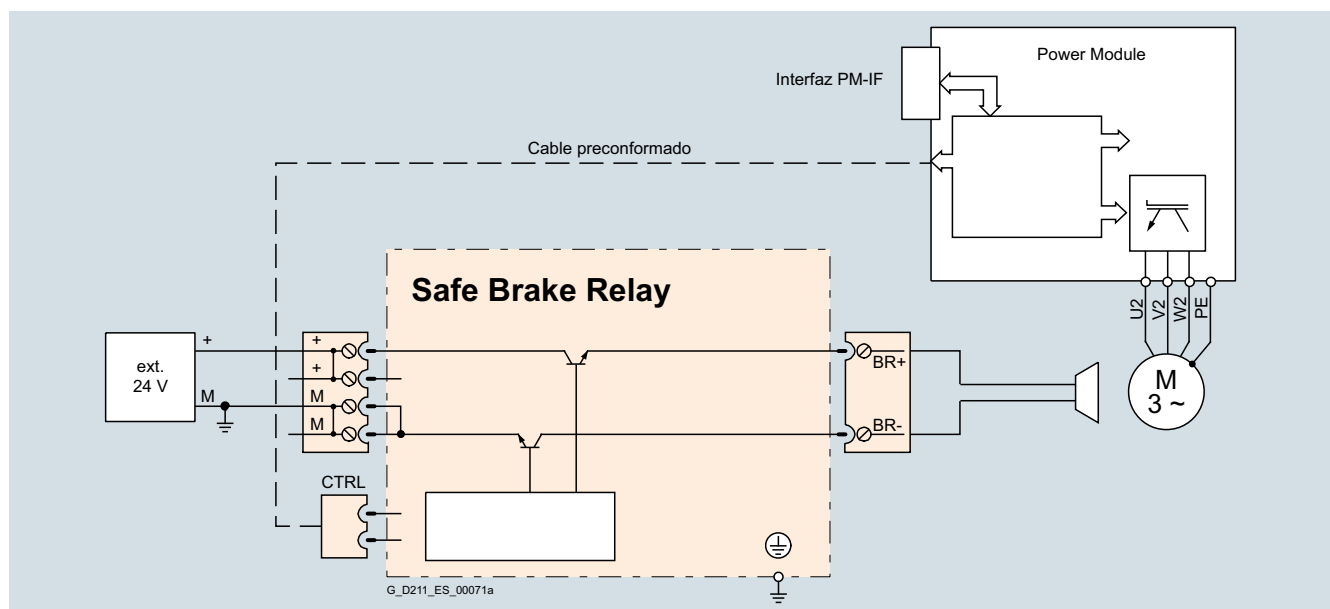 Power Module
Interfaz PM-IF
Cable preconformado
Safe Brake Relay
U2
V2
W2
PE
ext.
24 V
+
M
+
+
M
M
BR+
BR-
M
3 ~
CTRL
G_D211_ES_00071a